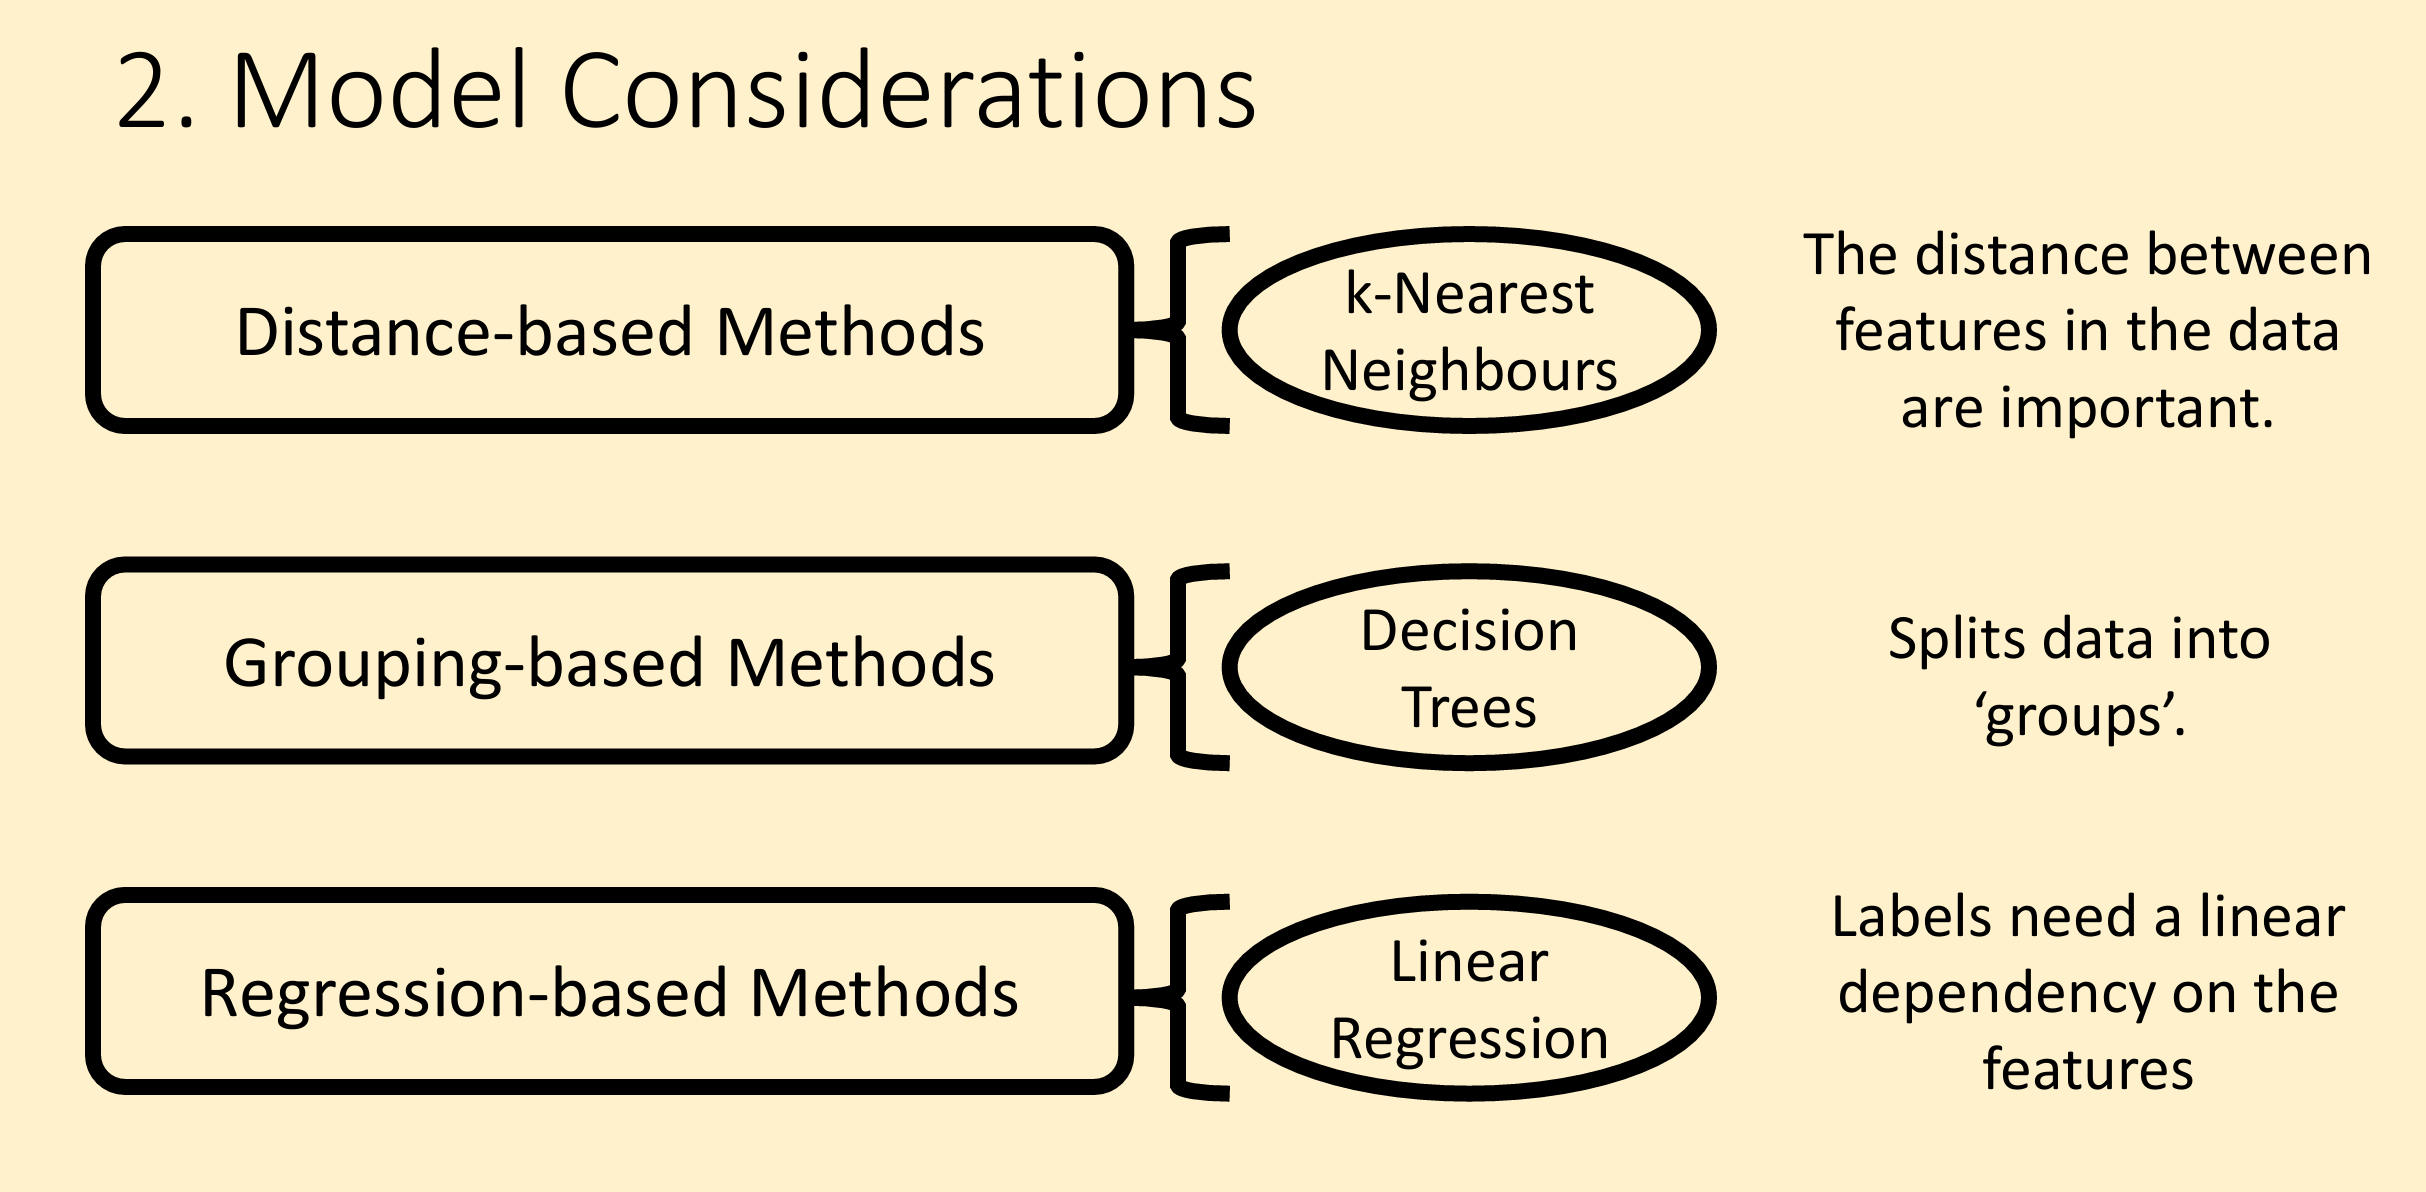 2. Model Considerations
Distance-based Methods
k-Nearest
Neighbours
The distance between
features in the data
are important.
Grouping-based Methods
Decision
Trees
Splits data into
‘groups’.
Regression-based Methods
Linear
Regression
Labels need a linear
dependency on the
features